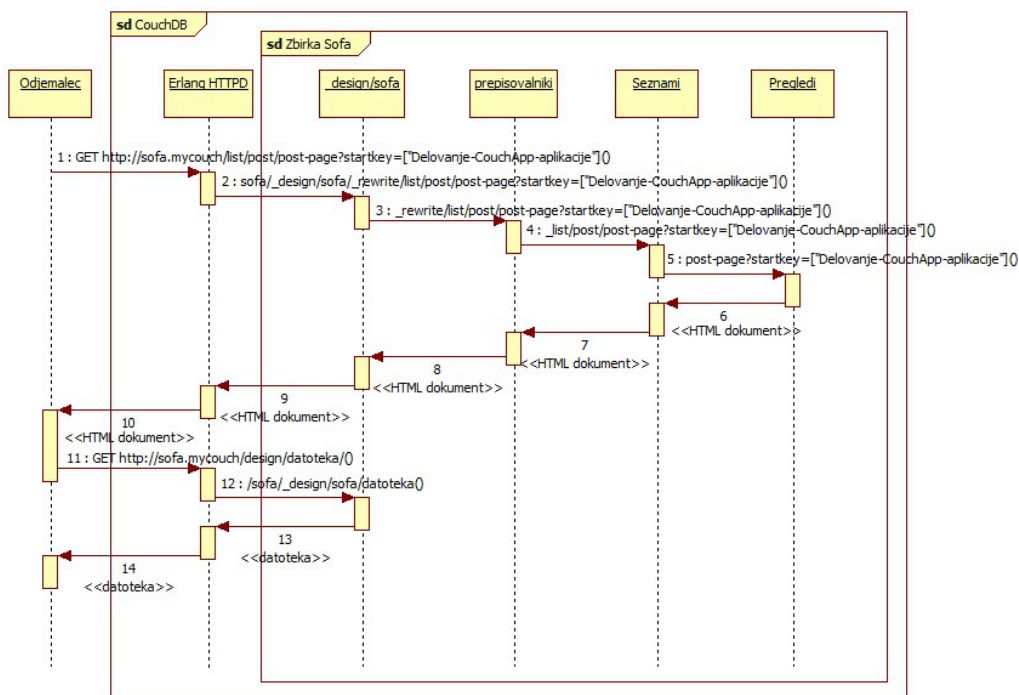 sd CouchDB
sd Zbirka Sofa
Odjemalec
Erlang HTTPD
_design/sofa
prepisovalniki
Seznami
Pregledi
1 : GET http://sofa.mycouch/list/post/post-page?startkey=["Delovanje-CouchApp-aplikacije"]()
2 : sofa/_design/sofa/_rewrite/list/post/post-page?startkey=["Delovanje-CouchApp-aplikacije"]()
3 : _rewrite/list/post/post-page?startkey=["Delovanje-CouchApp-aplikacije"]()
4 : _list/post/post-page?startkey=["Delovanje-CouchApp-aplikacije"]()
5 : post-page?startkey=["Delovanje-CouchApp-aplikacije"]()
6
<<HTML dokument>>
7
<<HTML dokument>>
8
<<HTML dokument>>
9
<<HTML dokument>>
10
<<HTML dokument>>
11 : GET http://sofa.mycouch/design/datoteka/()
12 : /sofa/_design/sofa/datoteka()
13
<<datoteka>>
14
<<datoteka>>